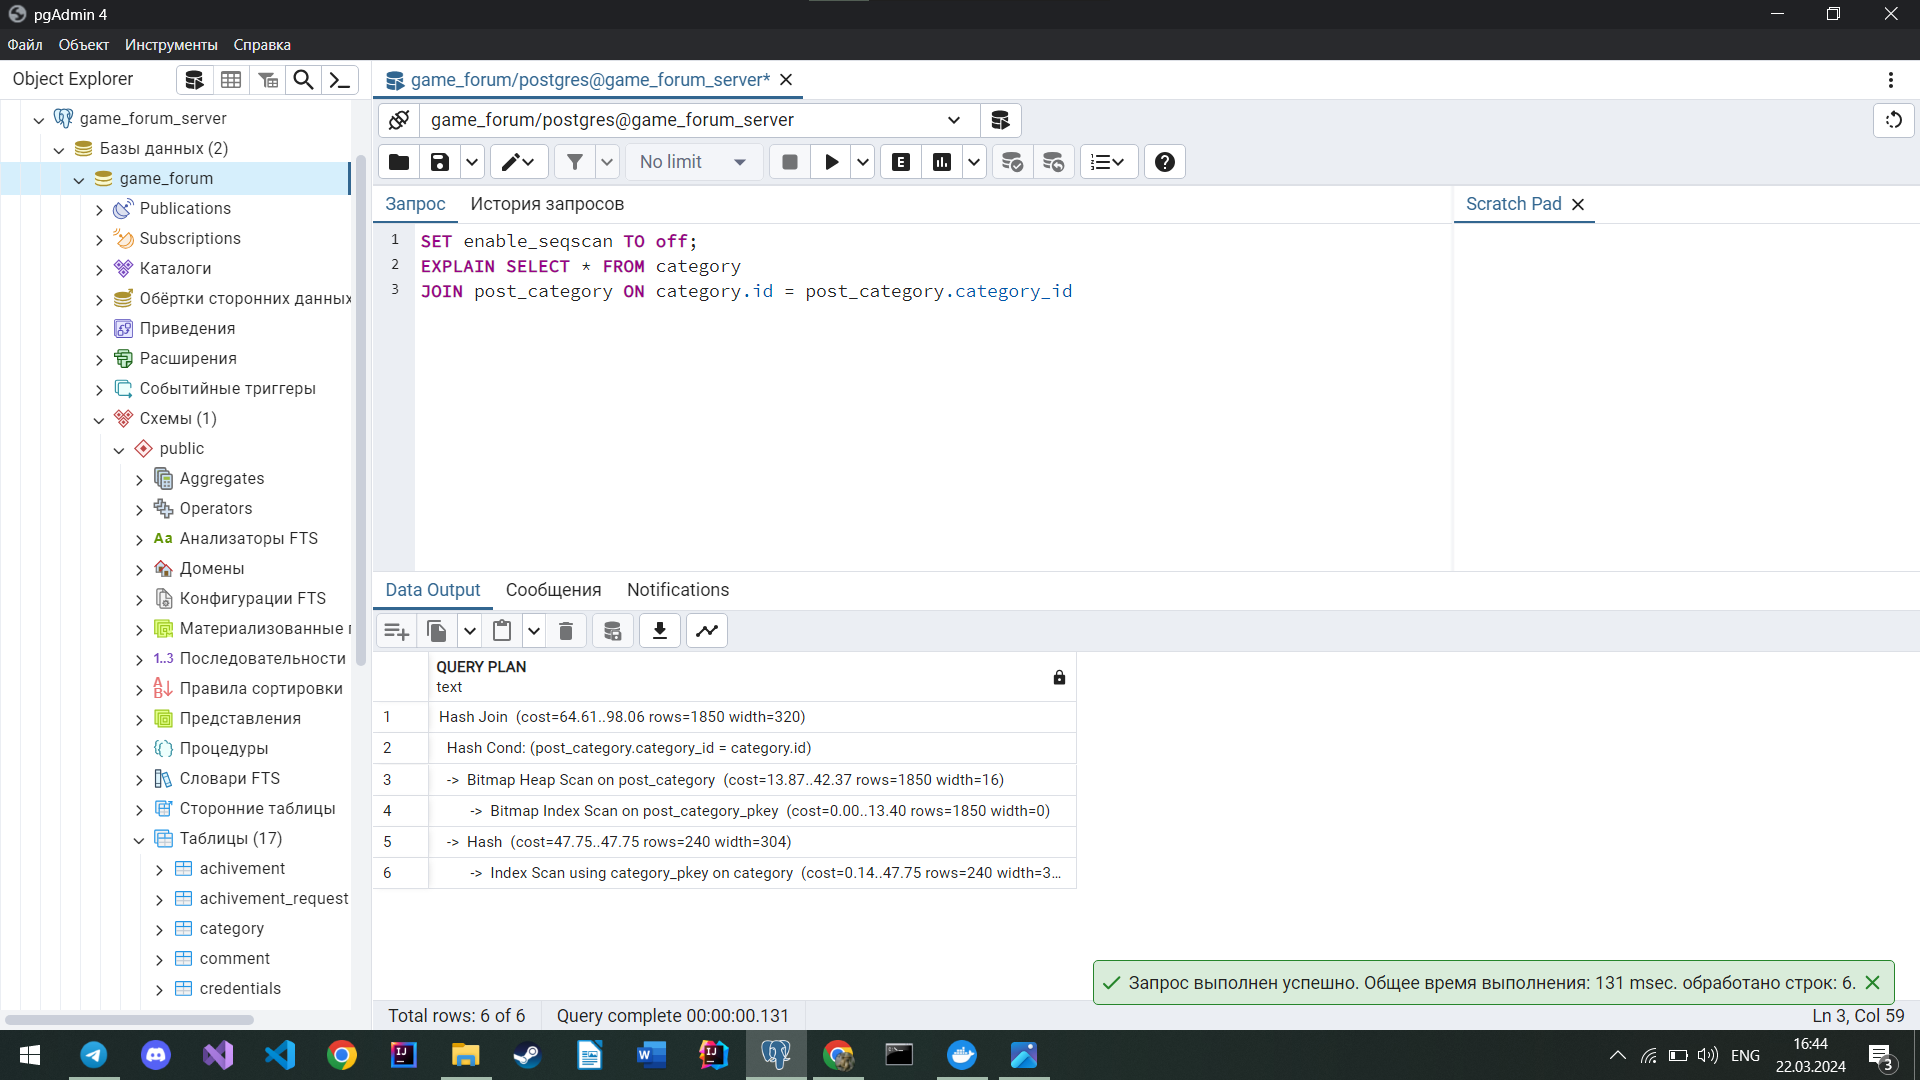 pgAdmin 4
Файл Объект Инструменты Справка
Object Explorer
game_forum/postgres@game_forum_server*
game_forum_server
game_forum/postgres@game_forum_server
Базы данных (2)
game_forum
No limit
E
Publications
Запрос История запросов
Scratch Pad
Subscriptions
1 SET enable_seqscan TO off;
2 EXPLAIN SELECT * FROM category
3 JOIN post_category ON category.id = post_category.category_id
Каталоги
Обёртки сторонних данных
Приведения
Расширения
Событийные триггеры
Схемы (1)
public
Aggregates
Operators
Aa Анализаторы FTS
Домены
Конфигурации FTS
Материализованные
1..3 Последовательности
Правила сортировки
Представления
Процедуры
Словари FTS
Сторонние таблицы
Таблицы (17)
achivement
achivement_request
category
comment
credentials
Data Output Сообщения Notifications
QUERY PLAN
text
1 Hash Join (cost=64.61..98.06 rows=1850 width=320)
2 Hash Cond: (post_category.category_id = category.id)
3 -> Bitmap Heap Scan on post_category (cost=13.87..42.37 rows=1850 width=16)
4 -> Bitmap Index Scan on post_category_pkey (cost=0.00..13.40 rows=1850 width=0)
5 -> Hash (cost=47.75..47.75 rows=240 width=304)
6 -> Index Scan using category_pkey on category (cost=0.14..47.75 rows=240 width=3...
Запрос выполнен успешно. Общее время выполнения: 131 msec. обработано строк: 6.
Total rows: 6 of 6 Query complete 00:00:00.131
Ln 3, Col 59
ENG
16:44
22.03.2024
3